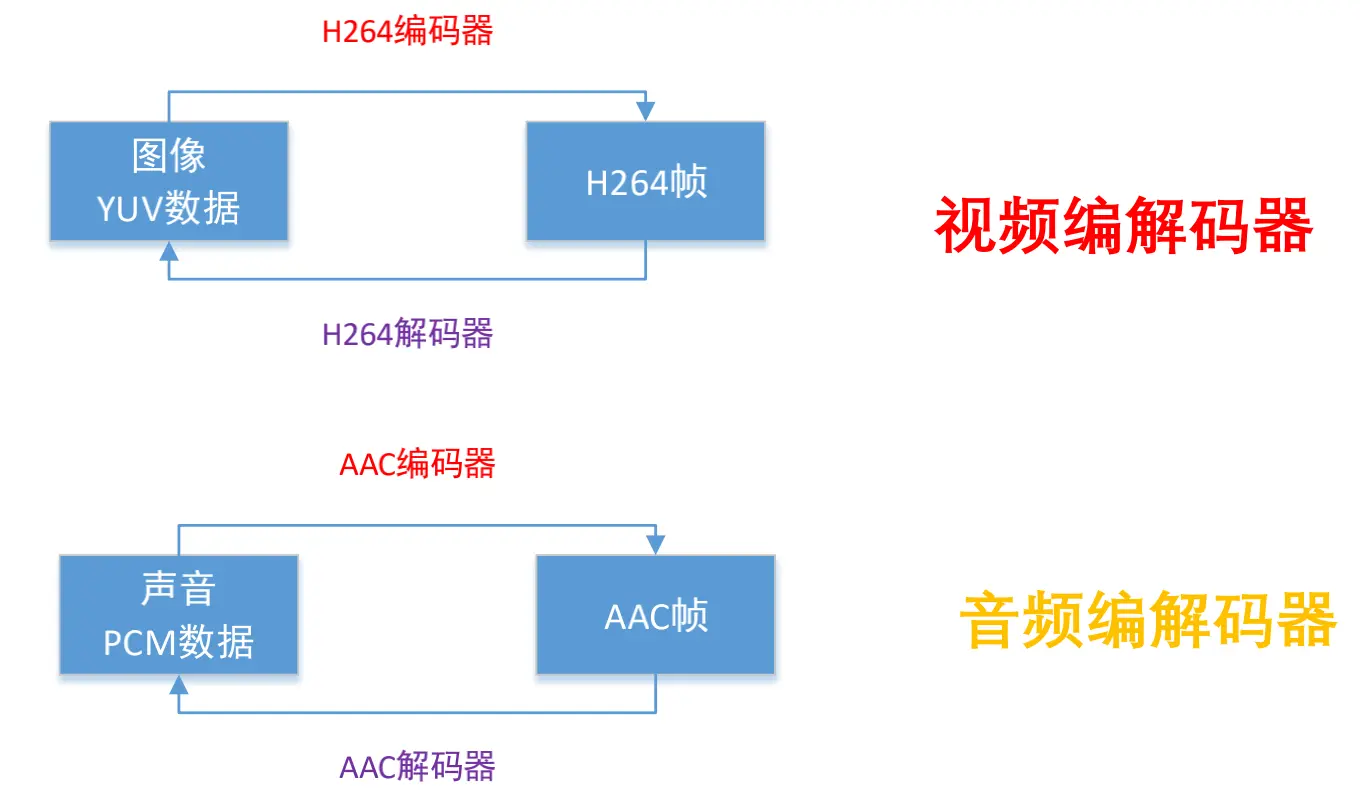 H264编码器
图像
YUV数据
H264帧
视频编解码器
H264解码器
AAC编码器
声音
PCM数据
AAC帧
音频编解码器
AAC解码器